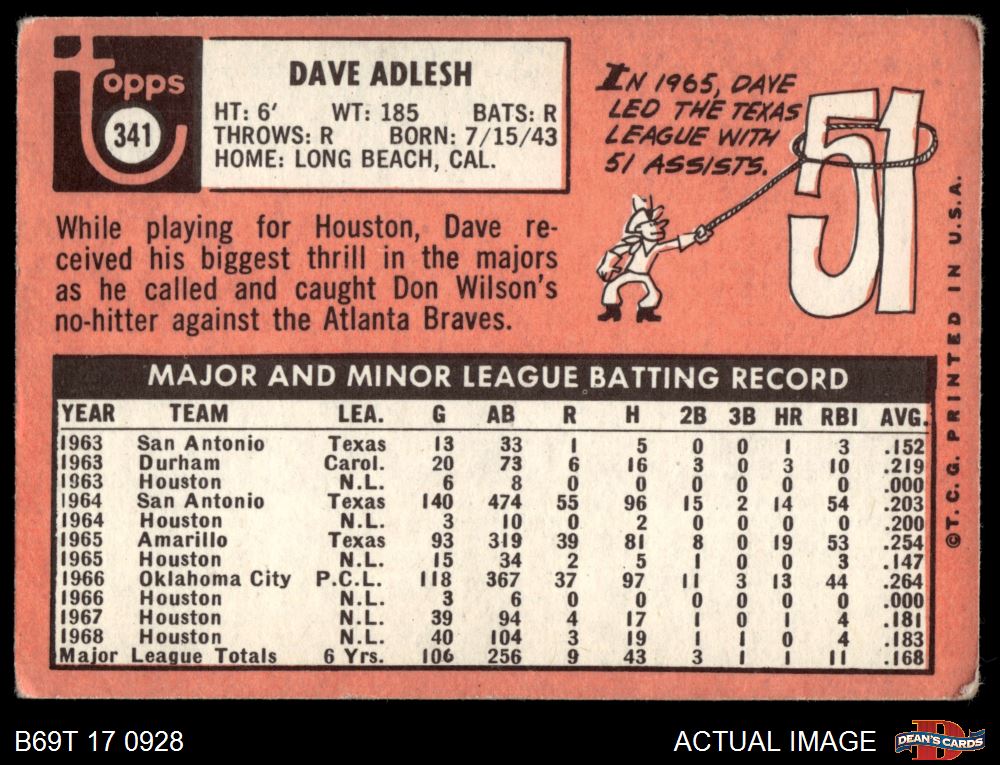 topps
341
DAVE ADLESH
HT: 6' WT: 185 BATS: R
THROWS: R BORN: 7/15/43
HOME: LONG BEACH, CAL.
IN 1965, DAVE
LED THE TEXAS
LEAGUE WITH
51 ASSISTS.
51
While playing for Houston, Dave re-
ceived his biggest thrill in the majors
as he called and caught Don Wilson's
no-hitter against the Atlanta Braves.
MAJOR AND MINOR LEAGUE BATTING RECORD
YEAR TEAM LEA. G AB R H 2B 3B HR RBI AVG.
1963 San Antonio Texas 13 33 1 5 0 0 1 3 .152
1963 Durham Carol. 20 73 6 16 3 0 3 10 .219
1963 Houston N.L. 6 8 0 0 0 0 0 0 .000
1964 San Antonio Texas 140 474 55 96 15 2 14 54 .203
1964 Houston N.L. 3 10 0 2 0 0 0 0 .200
1965 Amarillo Texas 93 319 39 81 8 0 19 53 .254
1965 Houston N.L. 15 34 2 5 1 0 0 3 .147
1966 Oklahoma City P.C.L. 118 367 37 97 11 3 13 44 .264
1966 Houston N.L. 3 6 0 0 0 0 0 0 .000
1967 Houston N.L. 39 94 4 17 1 0 1 4 .181
1968 Houston N.L. 40 104 3 19 1 1 0 4 .183
Major League Totals 6 Yrs. 106 256 9 43 3 1 1 11 .168
©T.C.G. PRINTED IN U.S.A.
B69T 17 0928
ACTUAL IMAGE
DEAN'S CARDS